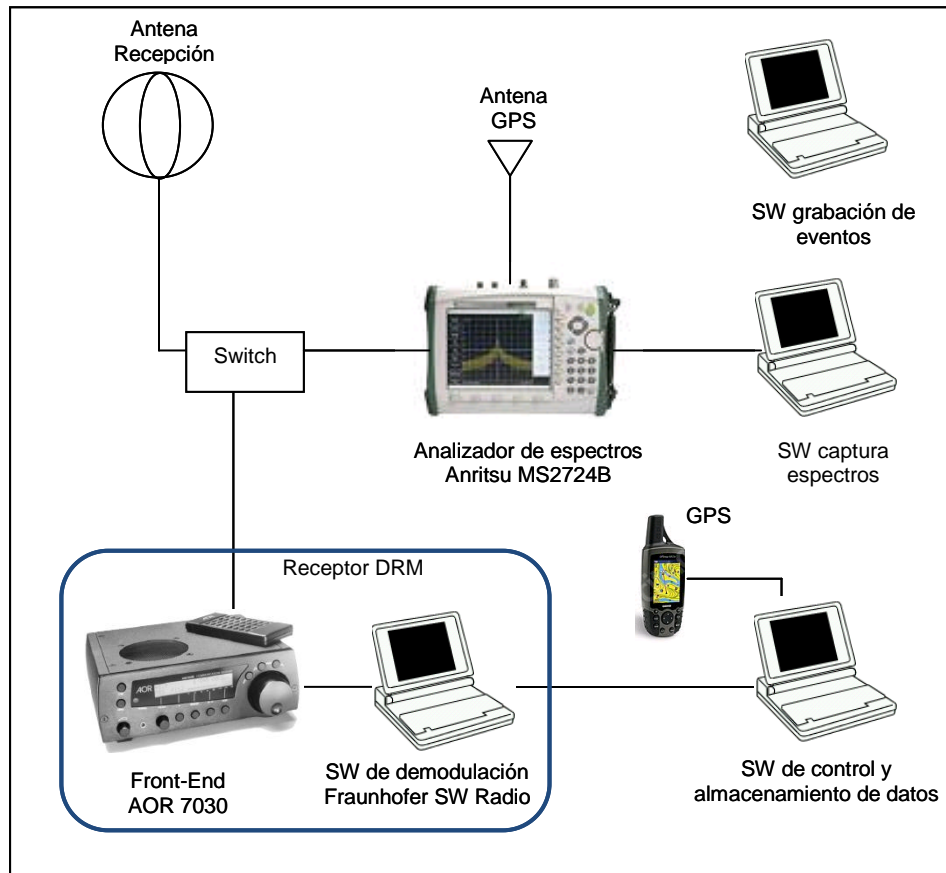 Antena
Recepción
Antena
GPS
SW grabación de
eventos
Switch
Analizador de espectros
Anritsu MS2724B
SW captura
espectros
GPS
Receptor DRM
AOR
Front-End
AOR 7030
SW de demodulación
Fraunhofer SW Radio
SW de control y
almacenamiento de datos